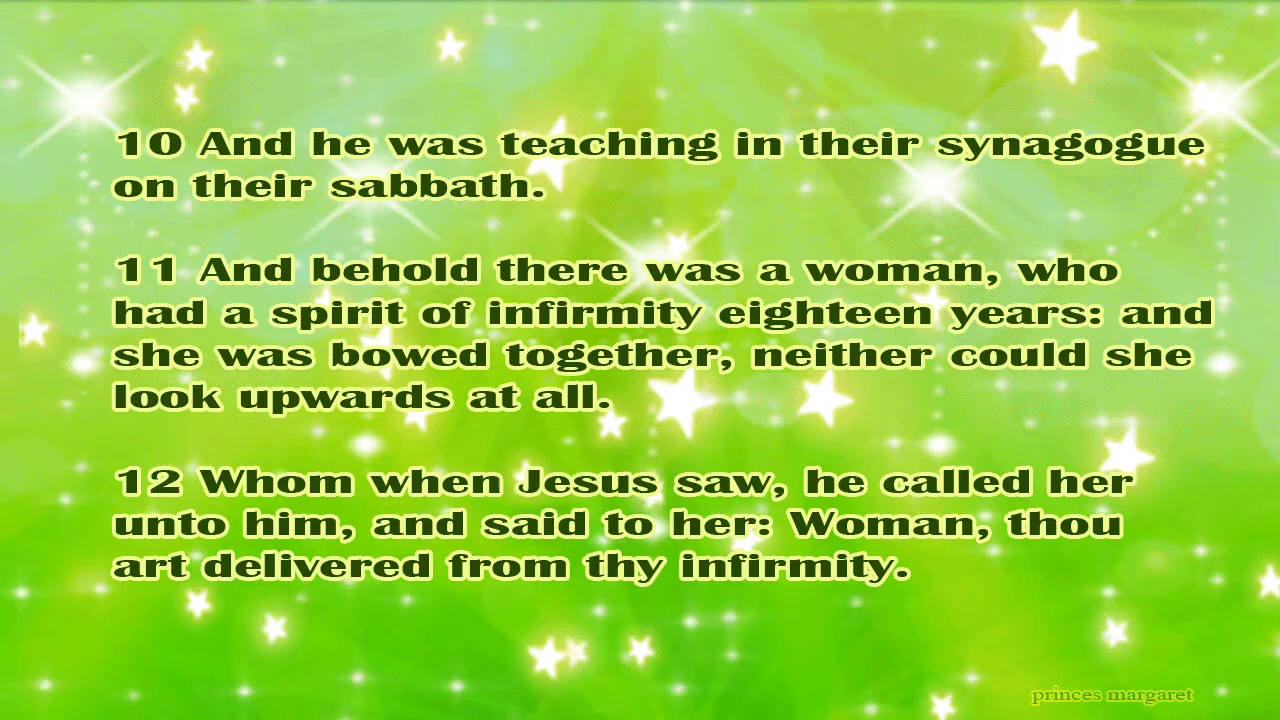 10 And he was teaching in their synagogue
on their sabbath.
11 And behold there was a woman, who
had a spirit of infirmity eighteen years: and
she was bowed together, neither could she
look upwards at all.
12 Whom when Jesus saw, he called her
unto him, and said to her: Woman, thou
art delivered from thy infirmity.
princes margaret